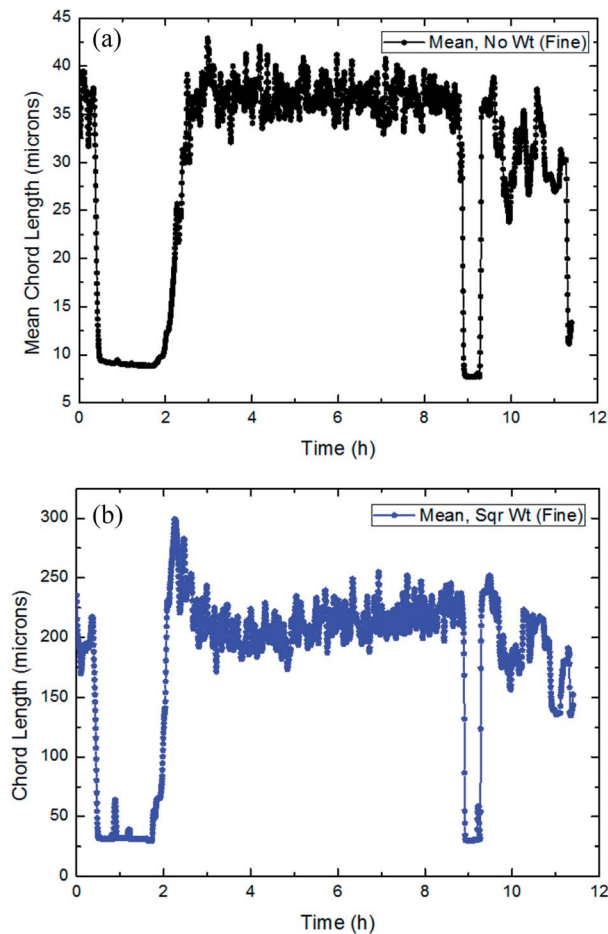 (a)
Mean, No Wt (Fine)
45
40
35
30
25
20
15
10
5
Mean Chord Length (microns)
0 2 4 6 8 10 12
Time (h)
(b)
Mean, Sqr Wt (Fine)
300
250
200
150
100
50
0
Chord Length (microns)
0 2 4 6 8 10 12
Time (h)